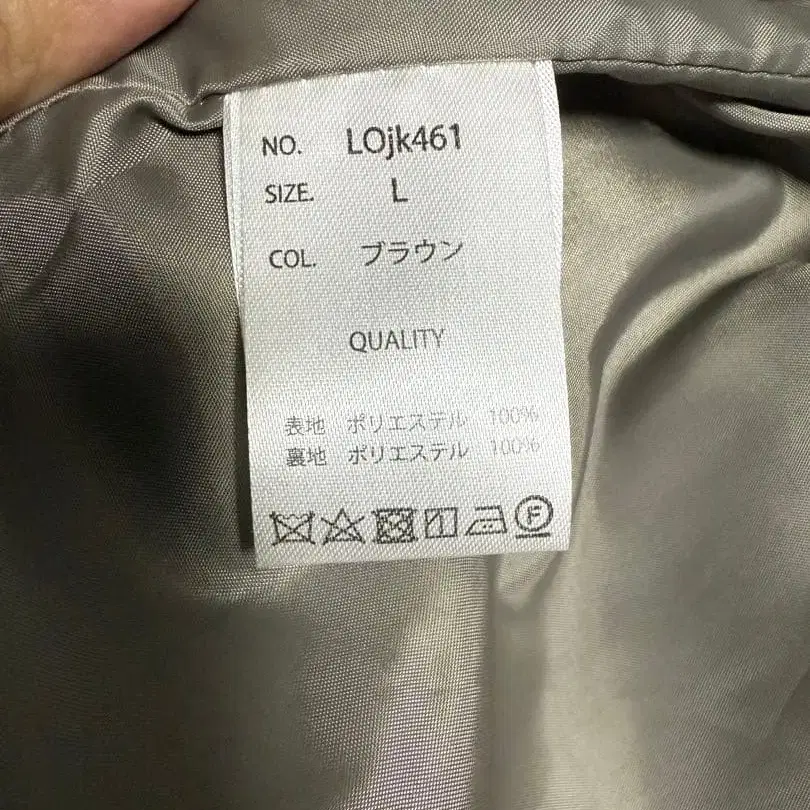 NO. LOjk461
SIZE. L
COL. ブラウン
QUALITY
表地 ポリエステル 100%
裏地 ポリエステル 100%
F